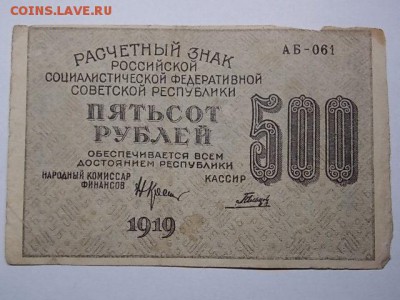 COINS.LAVE.RU
РАСЧЕТНЫЙ ЗНАК
АБ-061
РОССИЙСКОЙ
СОЦИАЛИСТИЧЕСКОЙ ФЕДЕРАТИВНОЙ
СОВЕТСКОЙ РЕСПУБЛИКИ
ПЯТЬСОТ
РУБЛЕЙ
500
ОБЕСПЕЧИВАЕТСЯ ВСЕМ
ДОСТОЯНИЕМ РЕСПУБЛИКИ
НАРОДНЫЙ КОМИССАР
ФИНАНСОВ
КАССИР
1919